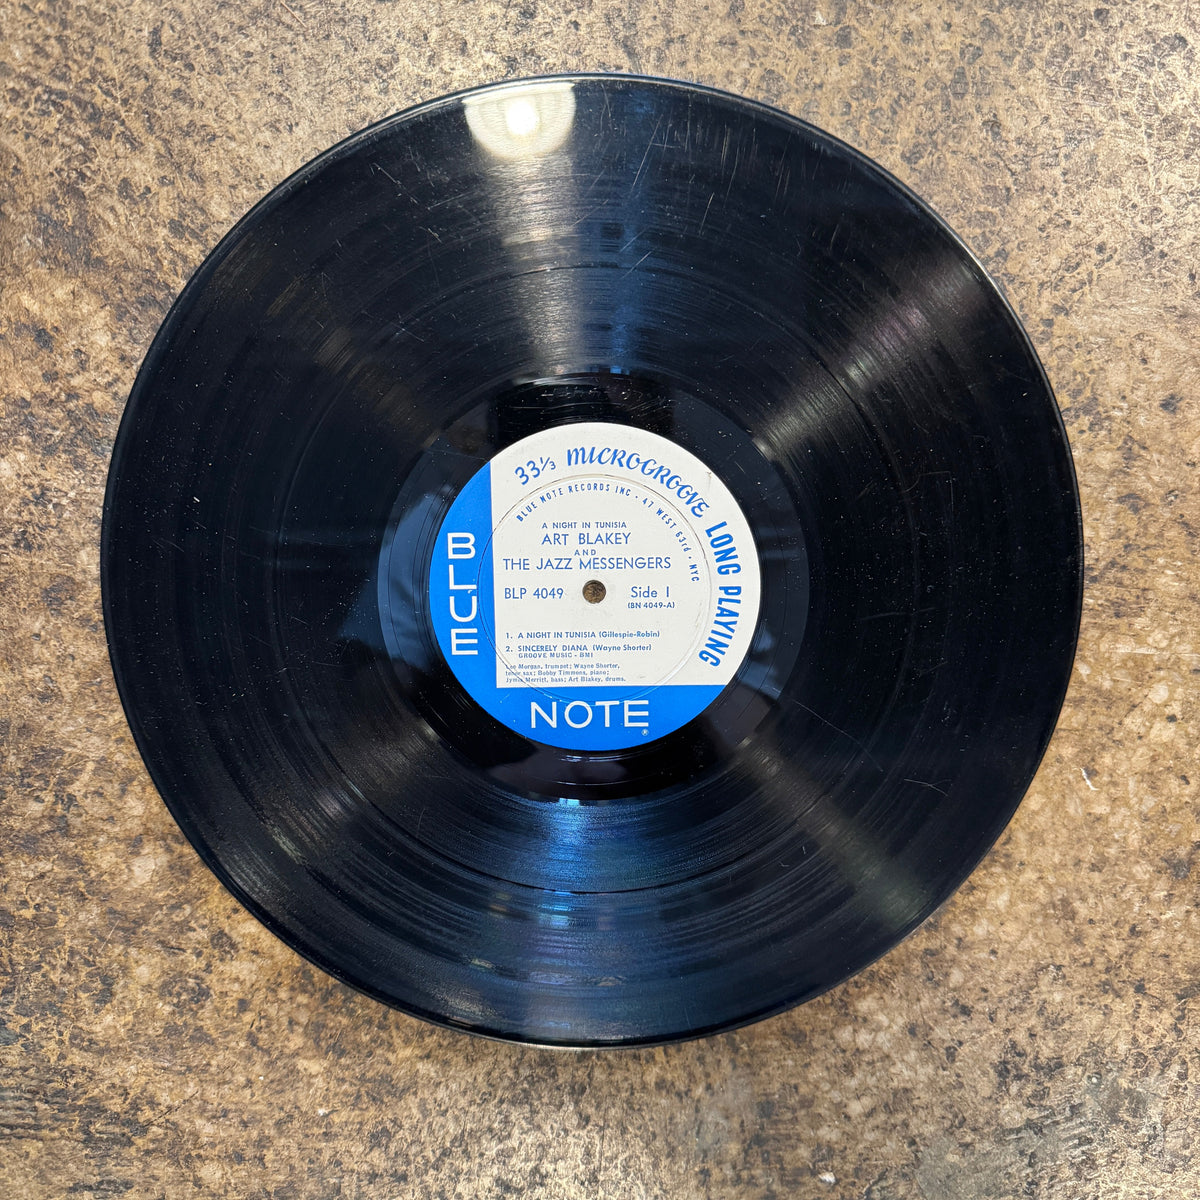 33⅓ MICROGROOVE LONG PLAYING
BLUE NOTE RECORDS INC · 47 WEST 63rd · NYC
A NIGHT IN TUNISIA
ART BLAKEY
AND
THE JAZZ MESSENGERS
BLP 4049 Side 1
(BN 4049-A)
1. A NIGHT IN TUNISIA (Gillespie-Robin)
2. SINCERELY DIANA (Wayne Shorter)
GROOVE MUSIC - BMI
Lee Morgan, trumpet; Wayne Shorter,
tenor sax; Bobby Timmons, piano;
Jymie Merritt, bass; Art Blakey, drums.
BLUE
NOTE
®